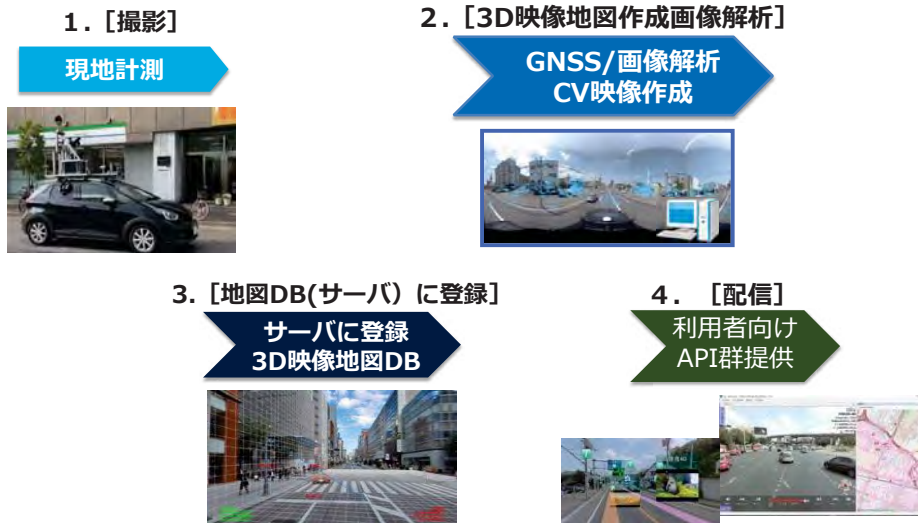 1．［撮影］
現地計測
2．［3D映像地図作成画像解析］
GNSS/画像解析
CV映像作成
3.［地図DB(サーバ）に登録］
サーバに登録
3D映像地図DB
４． ［配信］
利用者向け
API群提供